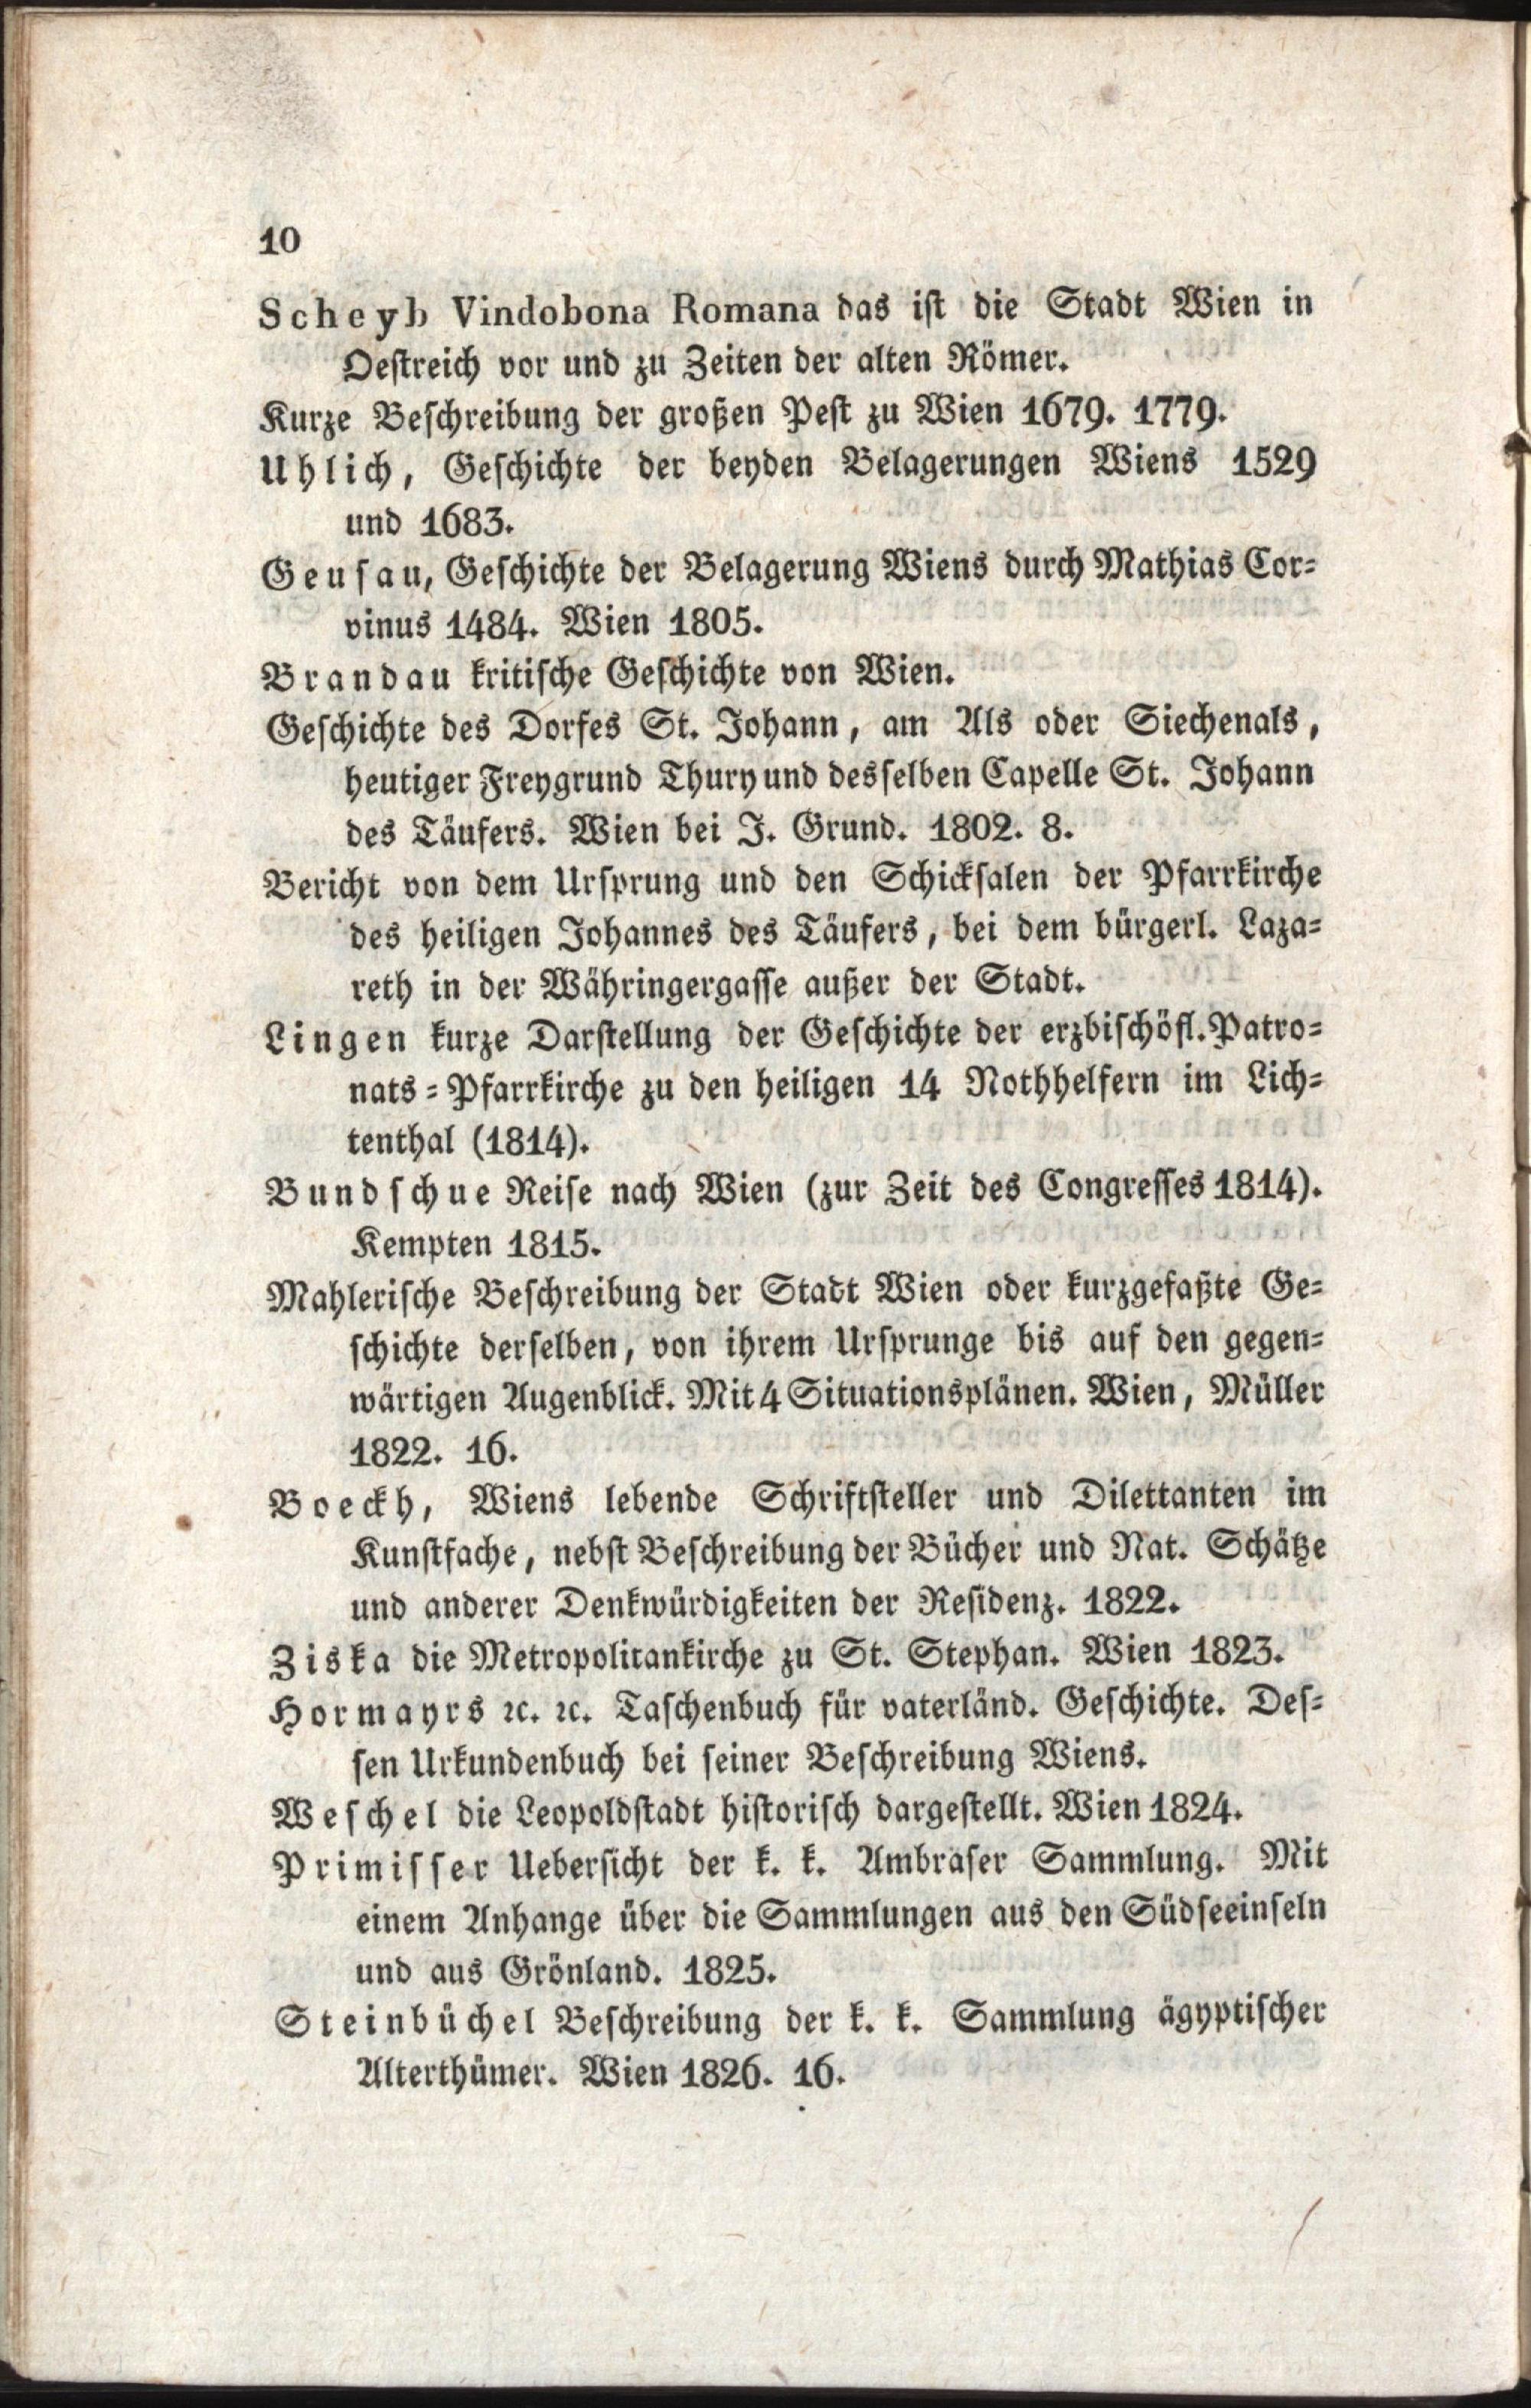 10
Scheyb Vindobona Romana das ist die Stadt Wien in
Oestreich vor und zu Zeiten der alten Römer.
Kurze Beschreibung der großen Pest zu Wien 1679. 1779.
Uhlich, Geschichte der beyden Belagerungen Wiens 1529
und 1683.
Geusau, Geschichte der Belagerung Wiens durch Mathias Cor-
vinus 1484. Wien 1805.
Brandau kritische Geschichte von Wien.
Geschichte des Dorfes St. Johann, am Als oder Siechenals,
heutiger Freygrund Thury und desselben Capelle St. Johann
des Täufers. Wien bei J. Grund. 1802. 8.
Bericht von dem Ursprung und den Schicksalen der Pfarrkirche
des heiligen Johannes des Täufers, bei dem bürgerl. Laza-
reth in der Währingergasse außer der Stadt.
Lingen kurze Darstellung der Geschichte der erzbischöfl. Patro-
nats-Pfarrkirche zu den heiligen 14 Nothhelfern im Lich-
tenthal (1814).
Bundschue Reise nach Wien (zur Zeit des Congresses 1814).
Kempten 1815.
Mahlerische Beschreibung der Stadt Wien oder kurzgefaßte Ge-
schichte derselben, von ihrem Ursprunge bis auf den gegen-
wärtigen Augenblick. Mit 4 Situationsplänen. Wien, Müller
1822. 16.
Boeckh, Wiens lebende Schriftsteller und Dilettanten im
Kunstfache, nebst Beschreibung der Bücher und Nat. Schätze
und anderer Denkwürdigkeiten der Residenz. 1822.
Ziska die Metropolitankirche zu St. Stephan. Wien 1823.
Hormayrs ꝛc. ꝛc. Taschenbuch für vaterländ. Geschichte. Des-
sen Urkundenbuch bei seiner Beschreibung Wiens.
Weschel die Leopoldstadt historisch dargestellt. Wien 1824.
Primisser Uebersicht der k. k. Ambraser Sammlung. Mit
einem Anhange über die Sammlungen aus den Südseeinseln
und aus Grönland. 1825.
Steinbüchel Beschreibung der k. k. Sammlung ägyptischer
Alterthümer. Wien 1826. 16.